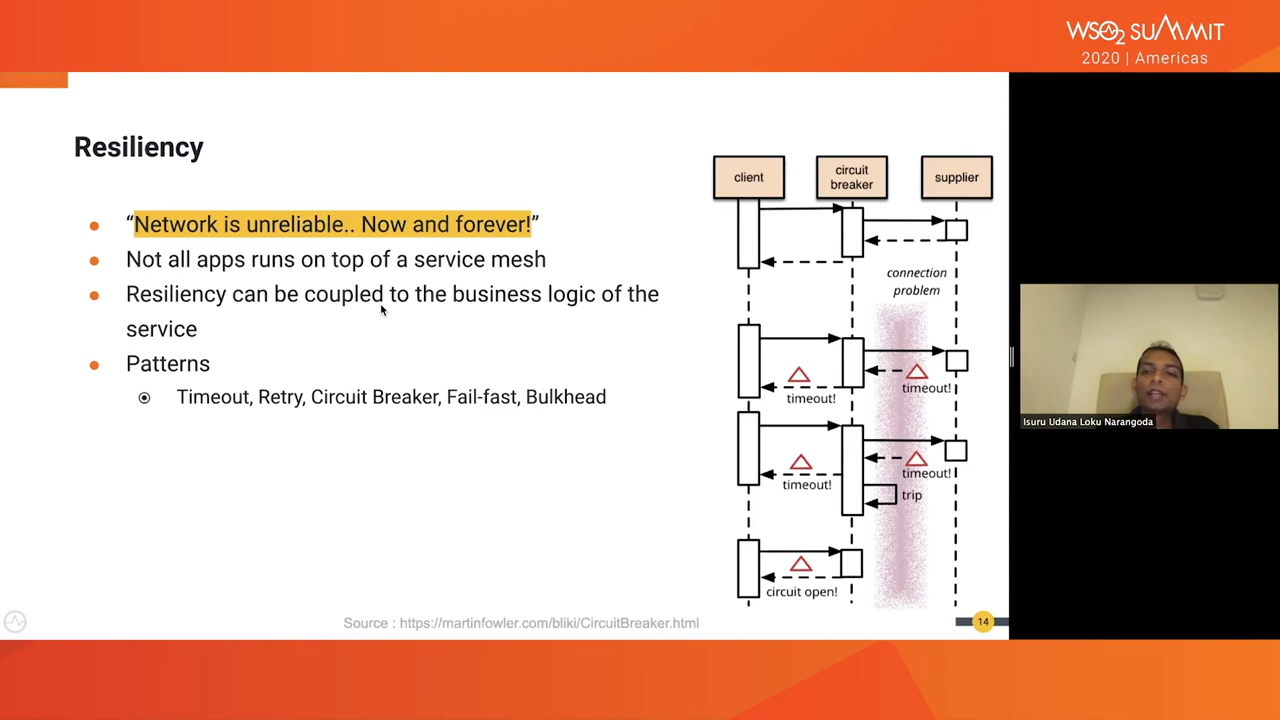 WSO2 SUMMIT
2020 | Americas
Resiliency
“Network is unreliable.. Now and forever!”
Not all apps runs on top of a service mesh
Resiliency can be coupled to the business logic of the
service
Patterns
Timeout, Retry, Circuit Breaker, Fail-fast, Bulkhead
client
circuit
breaker
supplier
connection
problem
timeout!
timeout!
timeout!
timeout!
trip
circuit open!
Source : https://martinfowler.com/bliki/CircuitBreaker.html
14
Isuru Udana Loku Narangoda